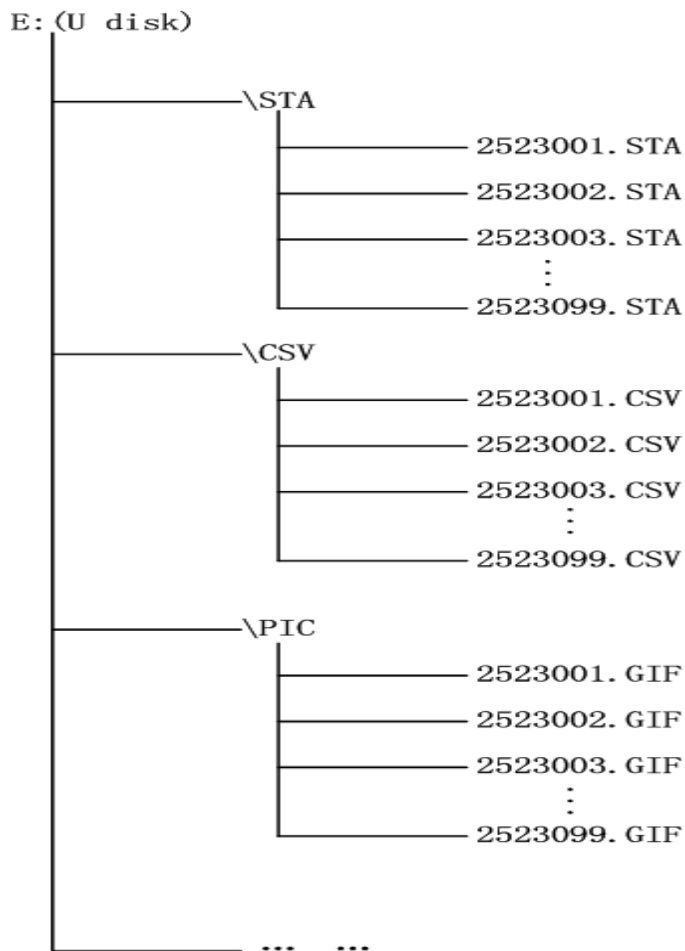 E:(U disk)
\STA
2523001.STA
2523002.STA
2523003.STA
⋮
2523099.STA
\CSV
2523001.CSV
2523002.CSV
2523003.CSV
⋮
2523099.CSV
\PIC
2523001.GIF
2523002.GIF
2523003.GIF
⋮
2523099.GIF
… …